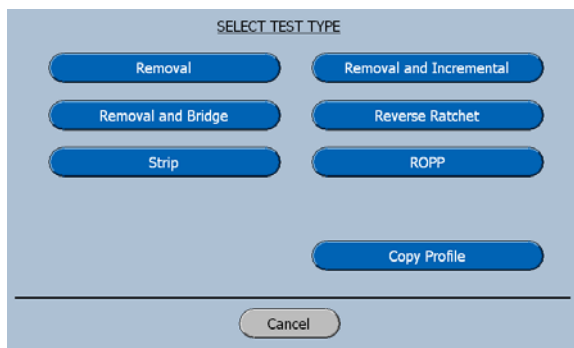 SELECT TEST TYPE
Removal
Removal and Incremental
Removal and Bridge
Reverse Ratchet
Strip
ROPP
Copy Profile
Cancel